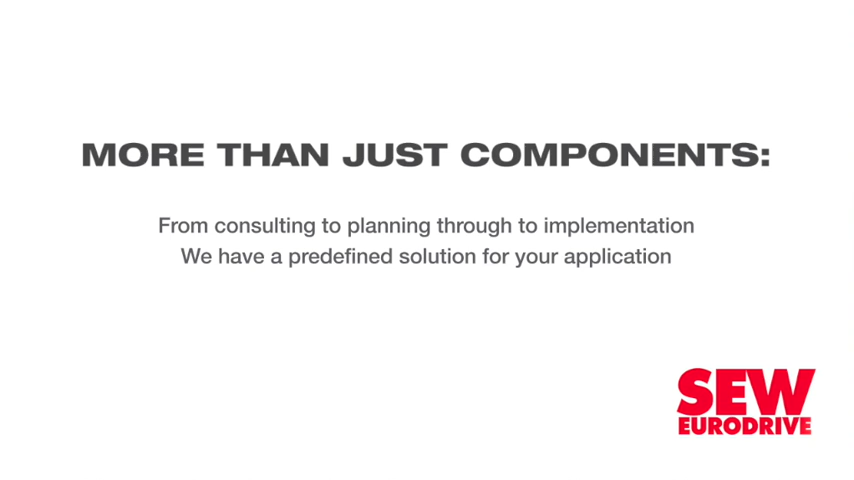 MORE THAN JUST COMPONENTS:
From consulting to planning through to implementation
We have a predefined solution for your application
SEW
EURODRIVE